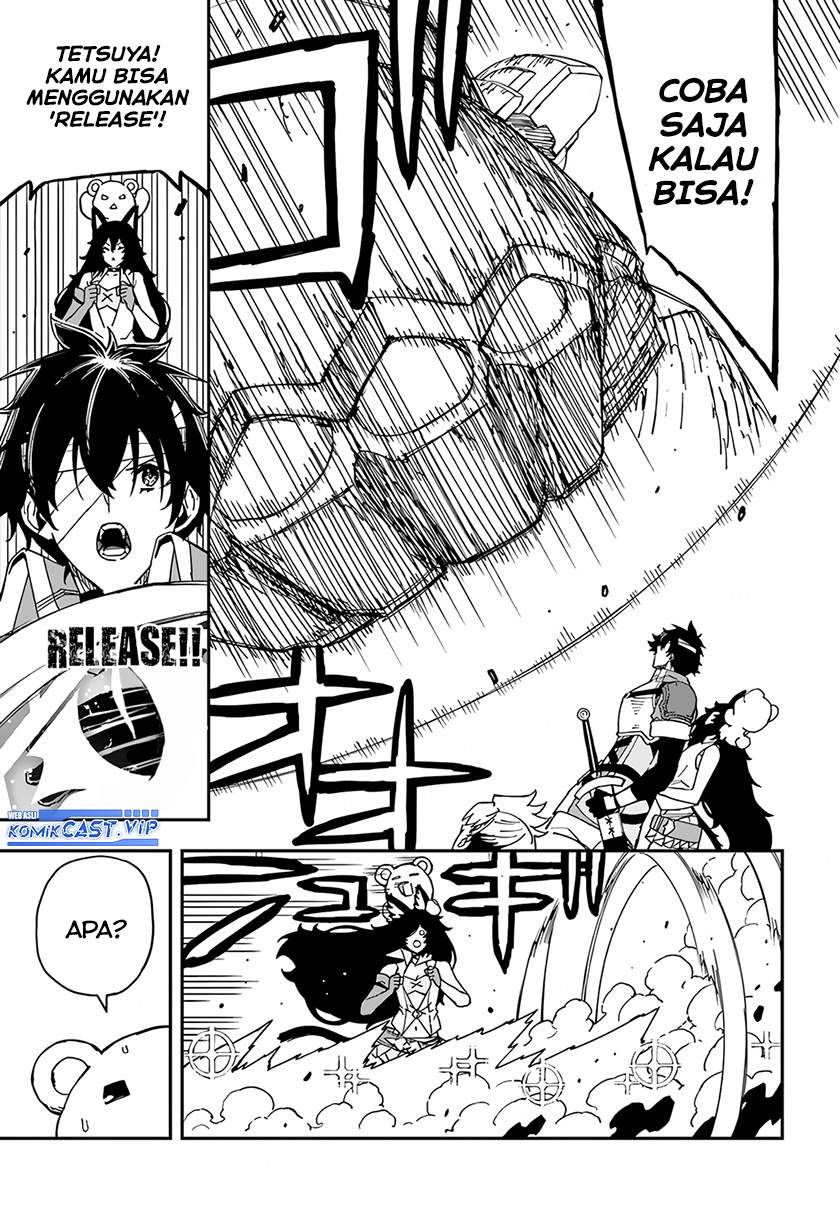 COBA
SAJA
KALAU
BISA!
TETSUYA!
KAMU BISA
MENGGUNAKAN
'RELEASE'!
RELEASE!!
WEB ASLI
KOMIKCAST.VIP
APA?